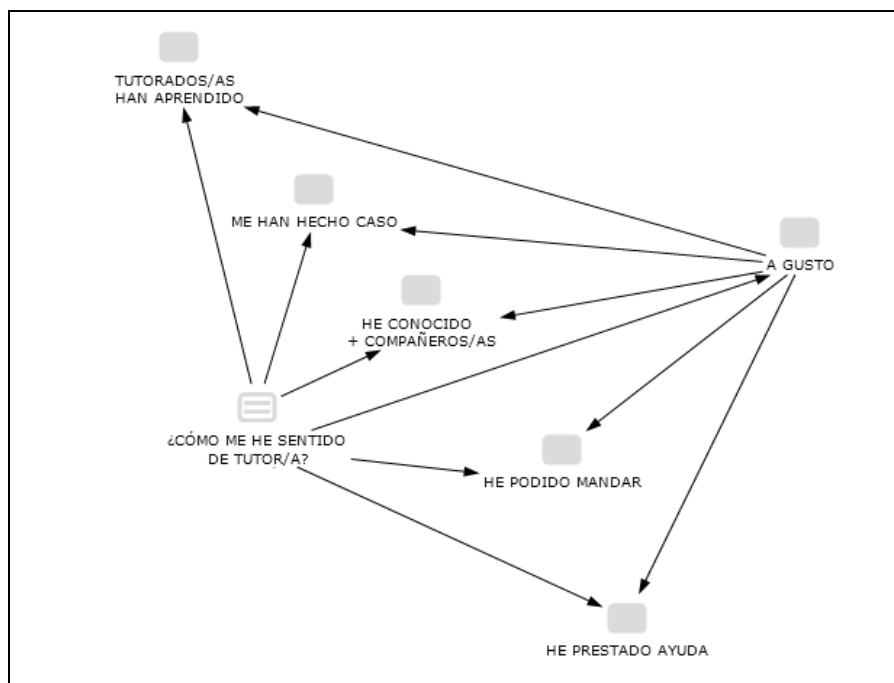 TUTORADOS/AS
HAN APRENDIDO
ME HAN HECHO CASO
A GUSTO
HE CONOCIDO
+ COMPAÑEROS/AS
¿CÓMO ME HE SENTIDO
DE TUTOR/A?
HE PODIDO MANDAR
HE PRESTADO AYUDA